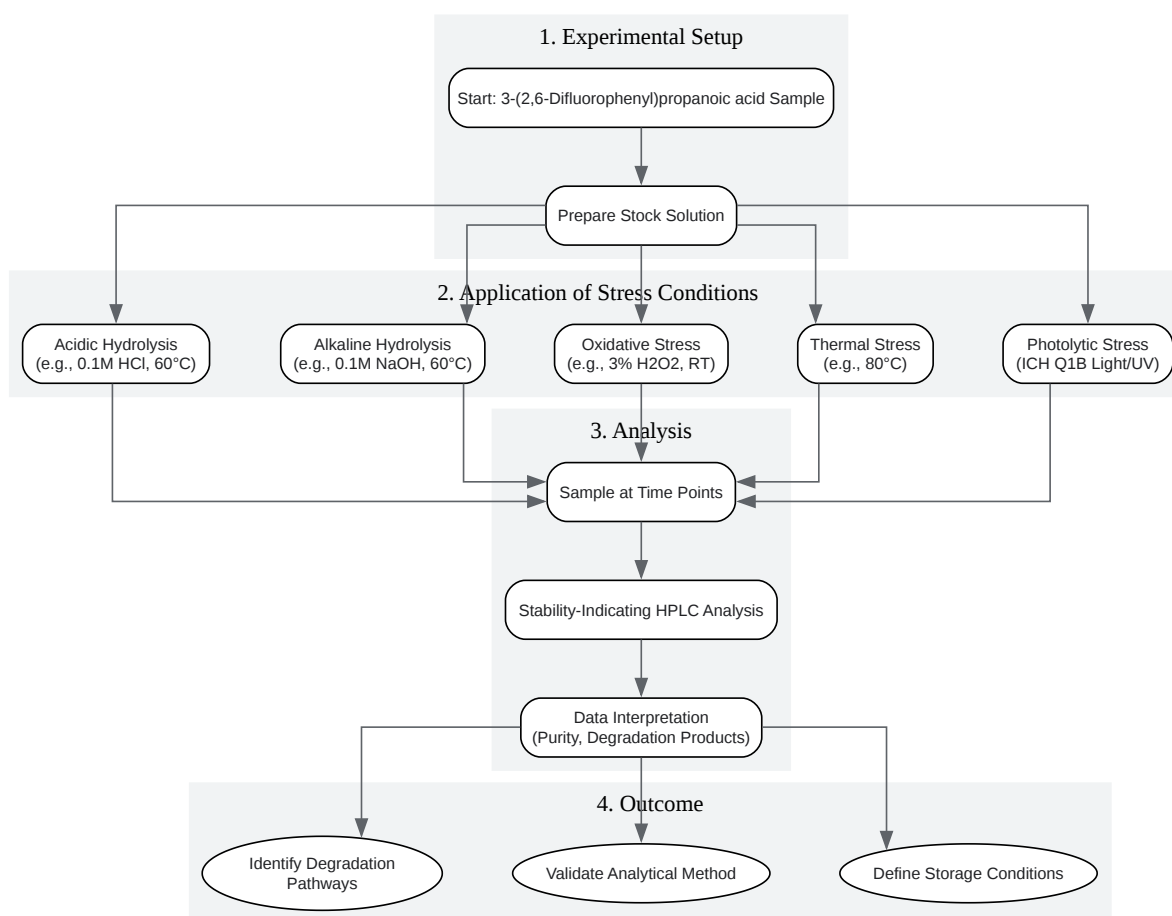 1. Experimental Setup
Start: 3-(2,6-Difluorophenyl)propanoic acid Sample
Prepare Stock Solution
2. Application of Stress Conditions
Acidic Hydrolysis
(e.g., 0.1M HCl, 60°C)
Alkaline Hydrolysis
(e.g., 0.1M NaOH, 60°C)
Oxidative Stress
(e.g., 3% H2O2, RT)
Thermal Stress
(e.g., 80°C)
Photolytic Stress
(ICH Q1B Light/UV)
3. Analysis
Sample at Time Points
Stability-Indicating HPLC Analysis
Data Interpretation
(Purity, Degradation Products)
4. Outcome
Identify Degradation
Pathways
Validate Analytical Method
Define Storage Conditions